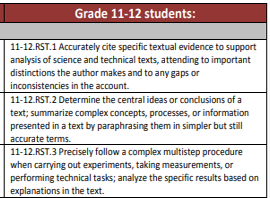 Grade 11-12 students:
11-12.RST.1 Accurately cite specific textual evidence to support
analysis of science and technical texts, attending to important
distinctions the author makes and to any gaps or
inconsistencies in the account.
11-12.RST.2 Determine the central ideas or conclusions of a
text; summarize complex concepts, processes, or information
presented in a text by paraphrasing them in simpler but still
accurate terms.
11-12.RST.3 Precisely follow a complex multistep procedure
when carrying out experiments, taking measurements, or
performing technical tasks; analyze the specific results based on
explanations in the text.